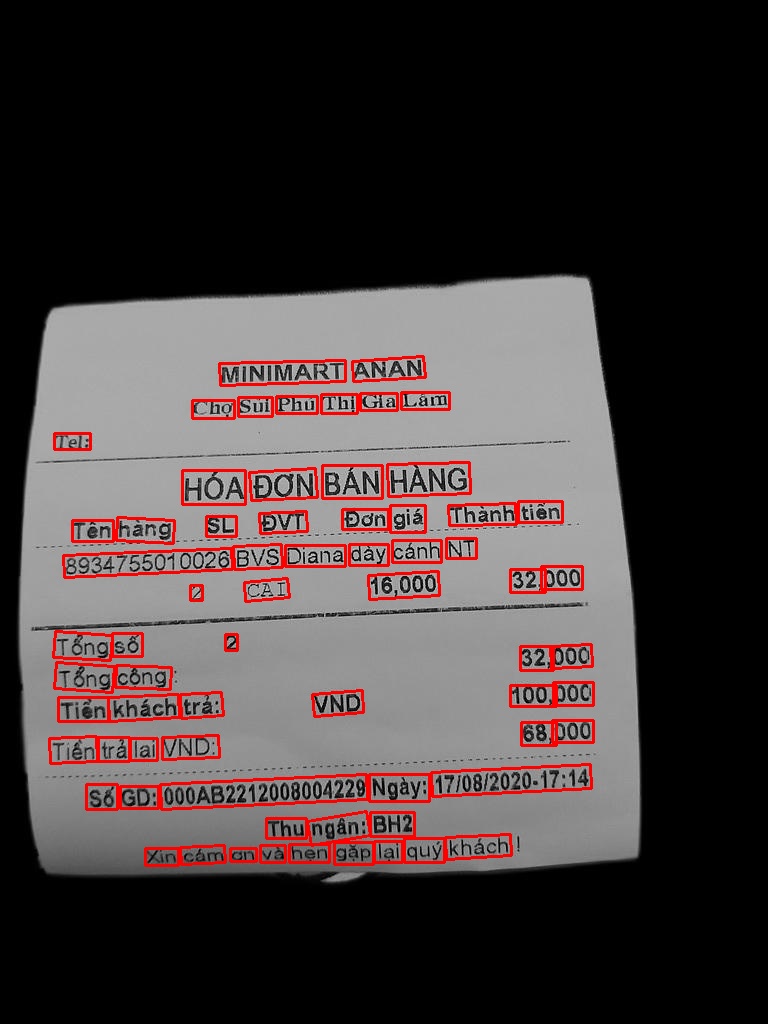 MINIMART ANAN
Chợ Sủi Phú Thị Gia Lâm
Tel:
HÓA ĐƠN BÁN HÀNG
Tên hàng SL ĐVT Đơn giá Thành tiền
8934755010026 BVS Diana dày cánh NT
2 CAI 16,000 32,000
Tổng số 2
32,000
Tổng công:
Tiền khách trả: VND 100,000
Tiền trả lai VND: 68,000
Số GD: 000AB2212008004229 Ngày: 17/08/2020-17:14
Thu ngân: BH2
Xin cám ơn và hẹn gặp lại quý khách !